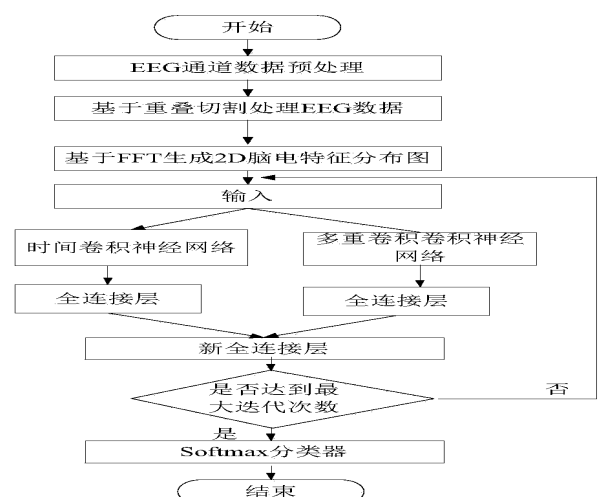 开始
EEG通道数据预处理
基于重叠切割处理EEG数据
基于FFT生成2D脑电特征分布图
输入
时间卷积神经网络
多重卷积卷积神经
网络
全连接层
全连接层
新全连接层
是否达到最
大迭代次数
否
是
Softmax分类器
结束